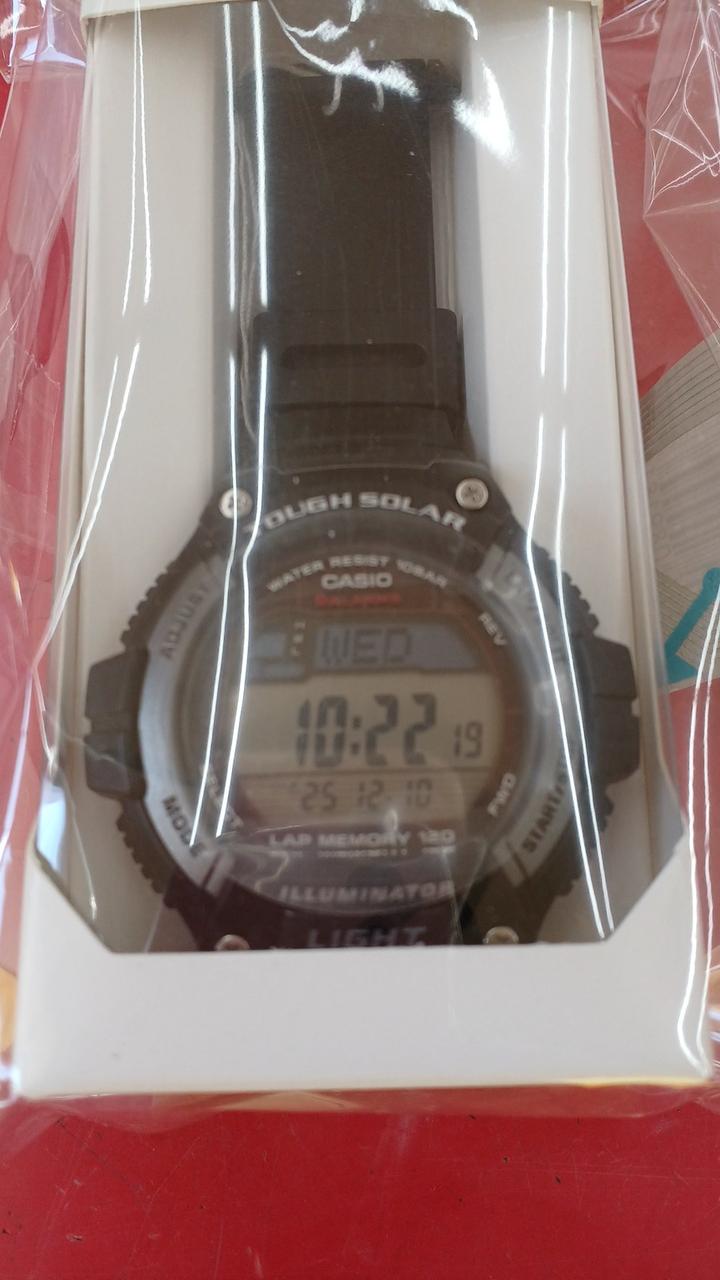 TOUGH SOLAR
WATER RESIST 10BAR
CASIO
ADJUST
REV
WED
10:22 19
'25 12.10
MODE
FWD
START
LAP MEMORY 120
ILLUMINATOR
LIGHT